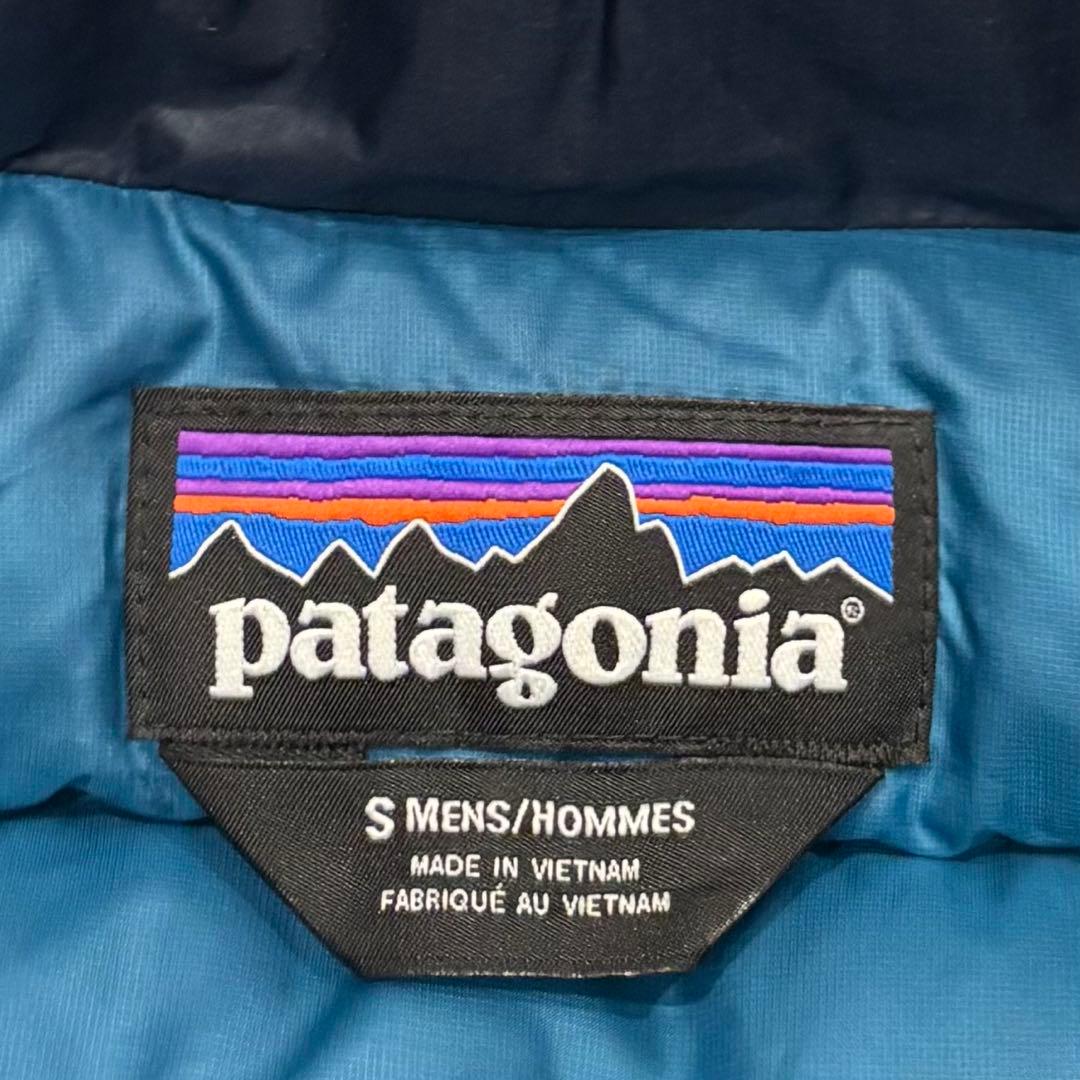 patagonia®
S MENS/HOMMES
MADE IN VIETNAM
FABRIQUÉ AU VIETNAM